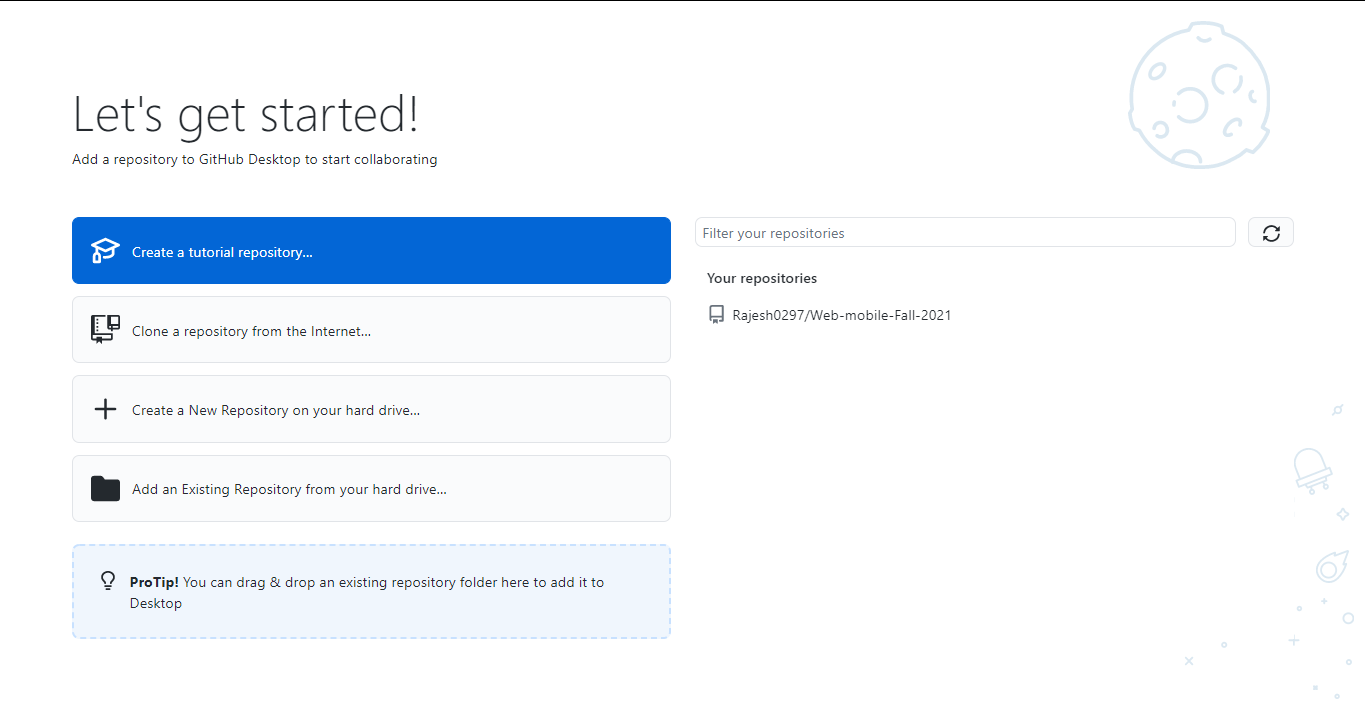 Let's get started!
Add a repository to GitHub Desktop to start collaborating
Create a tutorial repository...
Clone a repository from the Internet...
Create a New Repository on your hard drive...
Add an Existing Repository from your hard drive...
ProTip! You can drag & drop an existing repository folder here to add it to
Desktop
Filter your repositories
Your repositories
Rajesh0297/Web-mobile-Fall-2021